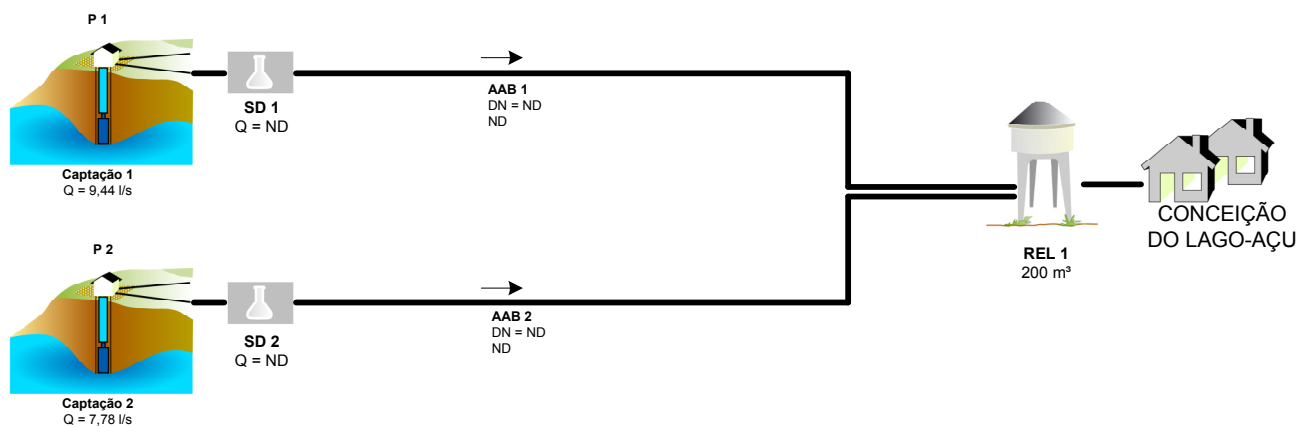 P 1
Captação 1
Q = 9,44 l/s
SD 1
Q = ND
AAB 1
DN = ND
ND
P 2
Captação 2
Q = 7,78 l/s
SD 2
Q = ND
AAB 2
DN = ND
ND
REL 1
200 m³
CONCEIÇÃO
DO LAGO-AÇU